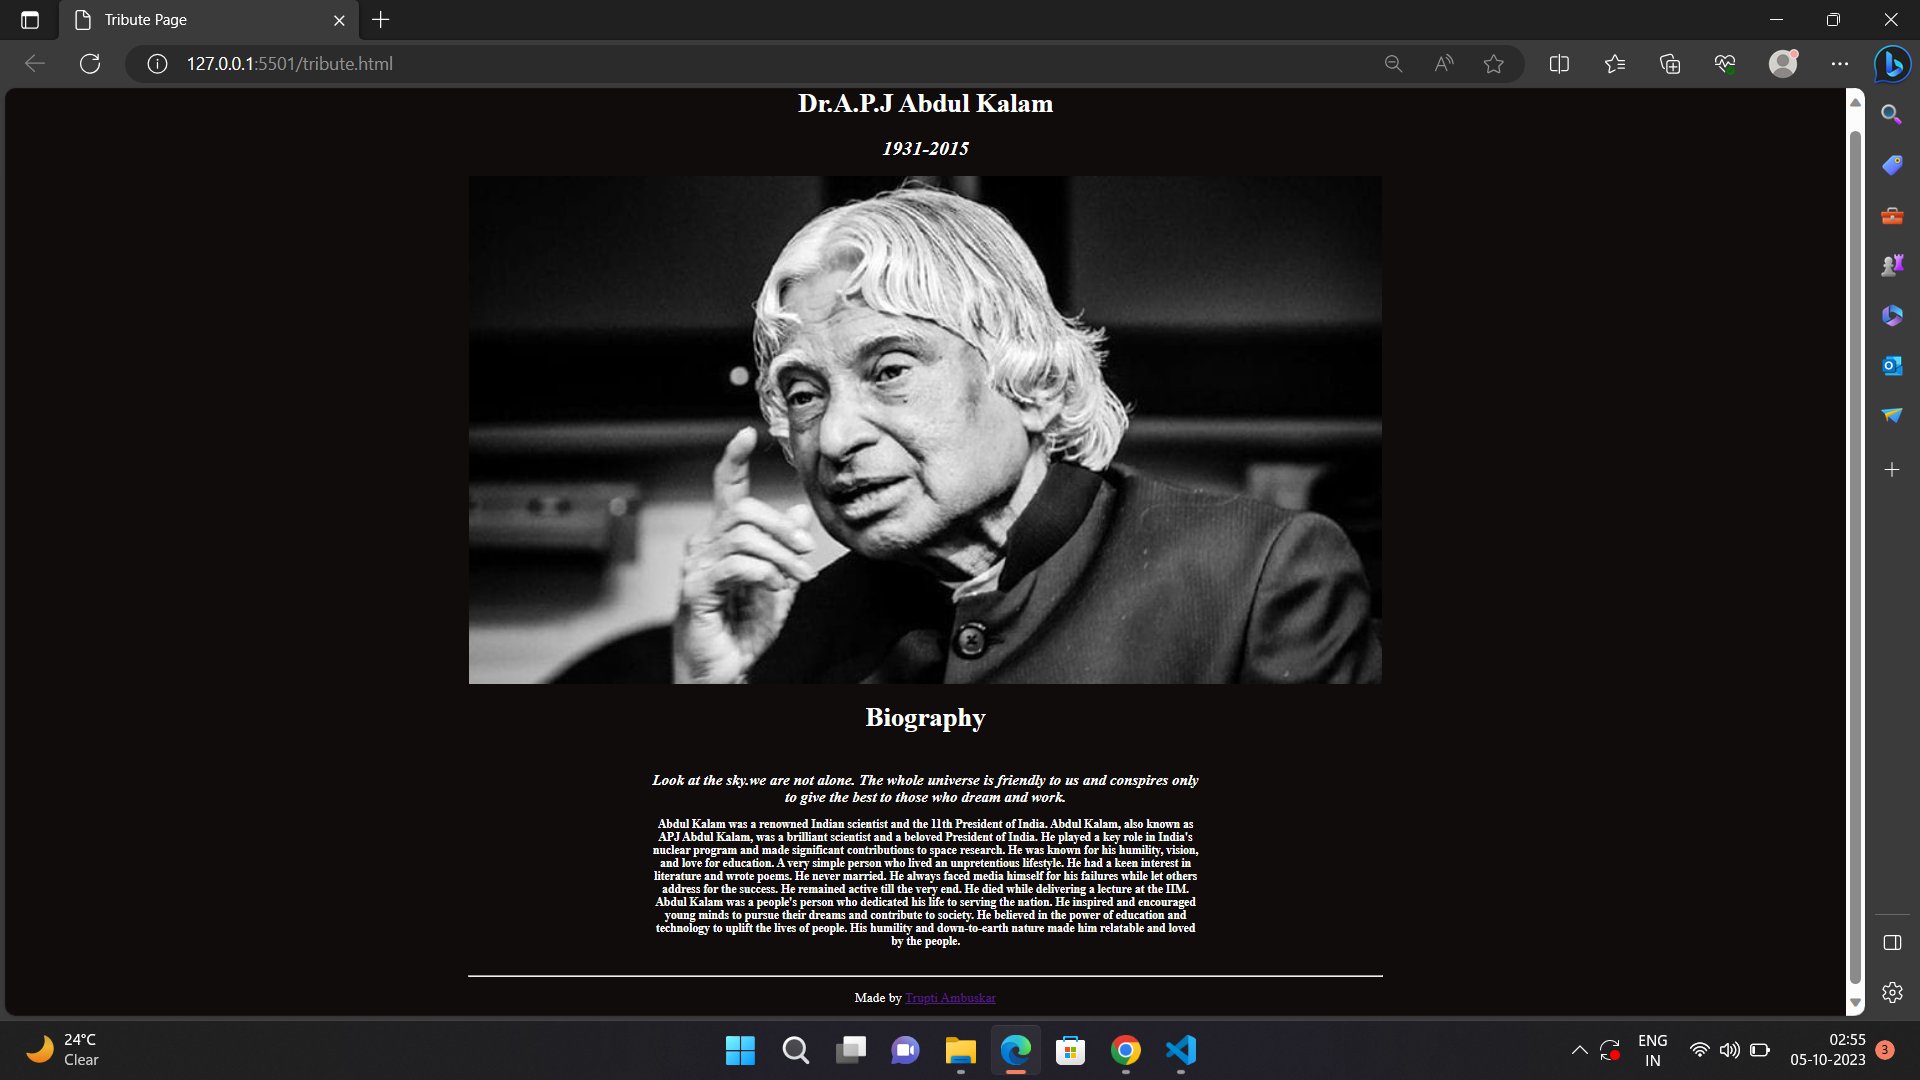 Tribute Page
127.0.0.1:5501/tribute.html
Dr.A.P.J Abdul Kalam
1931-2015
Biography
Look at the sky.we are not alone. The whole universe is friendly to us and conspires only
to give the best to those who dream and work.
Abdul Kalam was a renowned Indian scientist and the 11th President of India. Abdul Kalam, also known as
APJ Abdul Kalam, was a brilliant scientist and a beloved President of India. He played a key role in India's
nuclear program and made significant contributions to space research. He was known for his humility, vision,
and love for education. A very simple person who lived an unpretentious lifestyle. He had a keen interest in
literature and wrote poems. He never married. He always faced media himself for his failures while let others
address for the success. He remained active till the very end. He died while delivering a lecture at the IIM.
Abdul Kalam was a people's person who dedicated his life to serving the nation. He inspired and encouraged
young minds to pursue their dreams and contribute to society. He believed in the power of education and
technology to uplift the lives of people. His humility and down-to-earth nature made him relatable and loved
by the people.
Made by Trupti Ambuskar
24°C
Clear
ENG
IN
02:55
05-10-2023
3